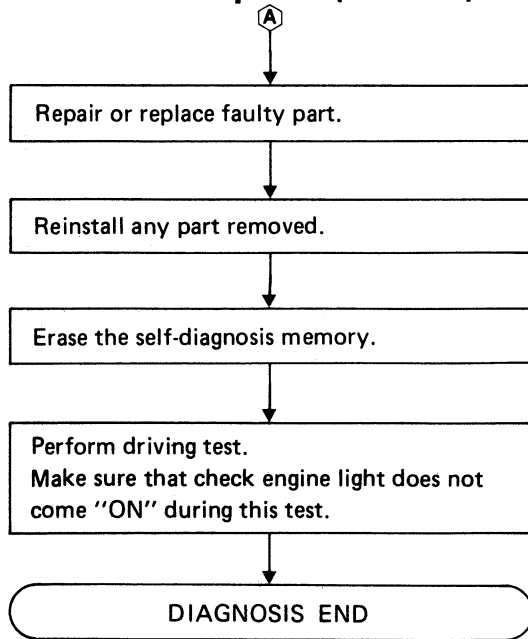 A
Repair or replace faulty part.
Reinstall any part removed.
Erase the self-diagnosis memory.
Perform driving test.
Make sure that check engine light does not
come "ON" during this test.
DIAGNOSIS END